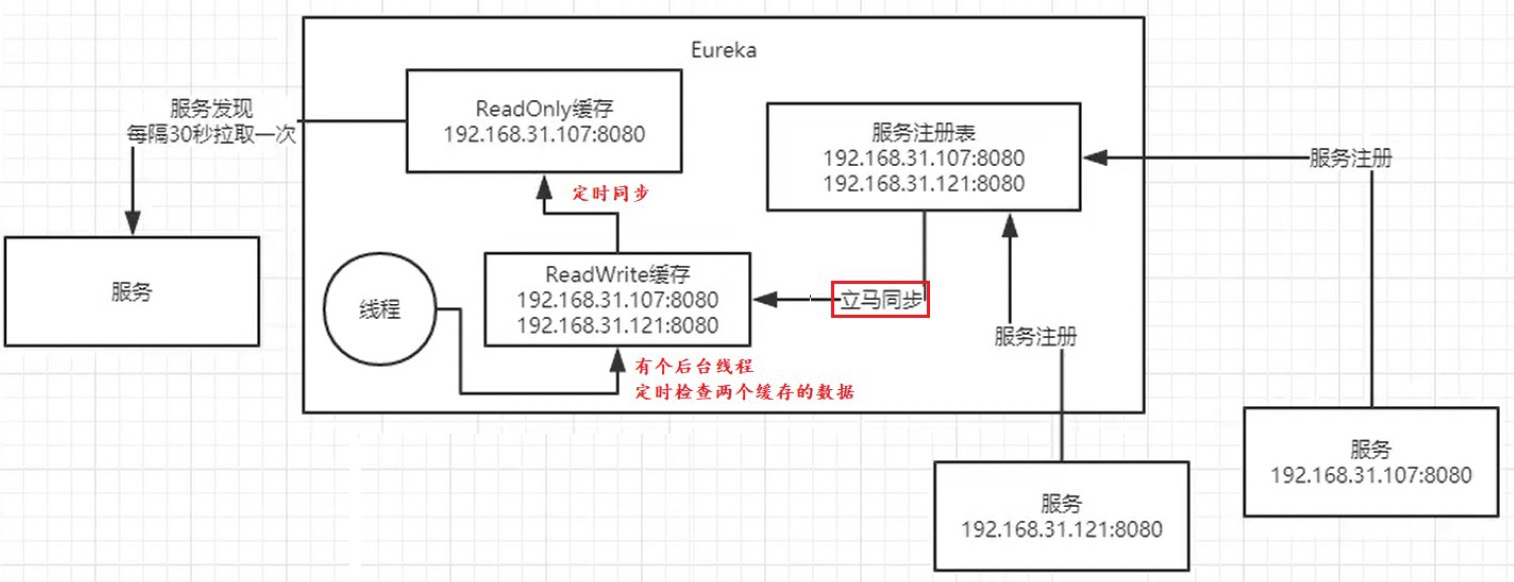 Eureka
服务发现
每隔30秒拉取一次
ReadOnly缓存
192.168.31.107:8080
服务注册表
192.168.31.107:8080
192.168.31.121:8080
服务注册
定时同步
服务
线程
ReadWrite缓存
192.168.31.107:8080
192.168.31.121:8080
立马同步
服务注册
有个后台线程
定时检查两个缓存的数据
服务
192.168.31.107:8080
服务
192.168.31.121:8080